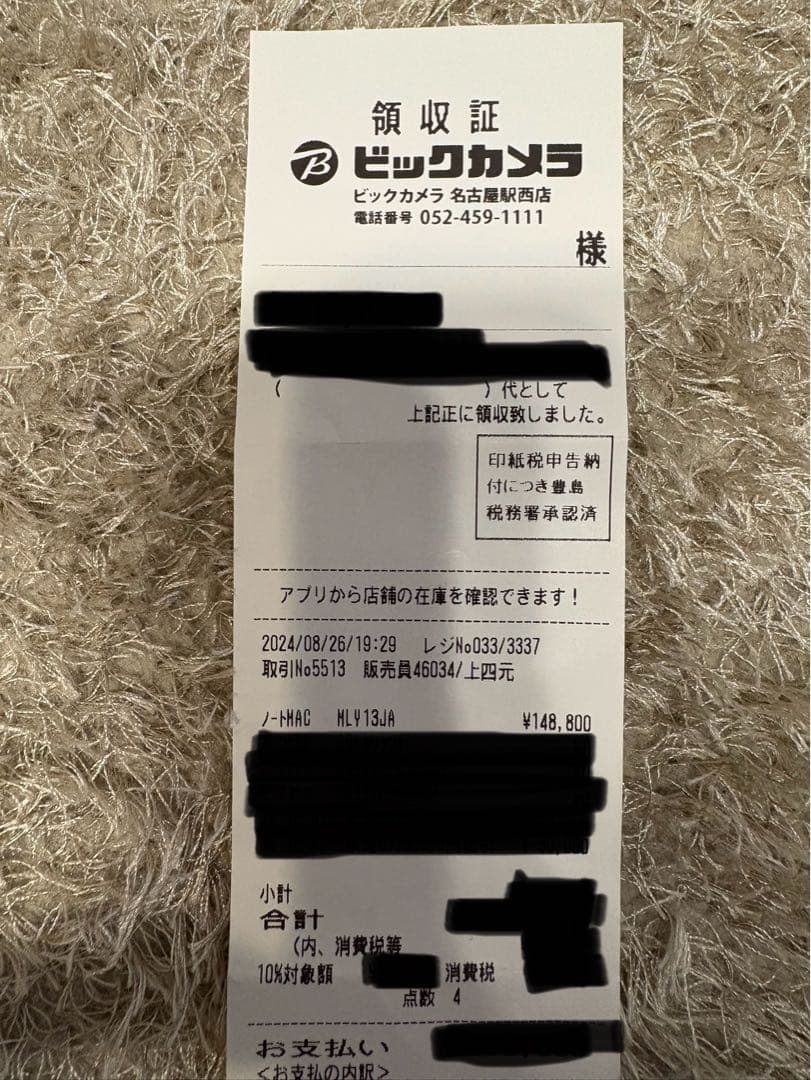 領収証
ビックカメラ
ビックカメラ 名古屋駅西店
電話番号 052-459-1111
様
( )代として
上記正に領収致しました。
印紙税申告納
付につき豊島
税務署承認済
アプリから店舗の在庫を確認できます！
2024/08/26/19:29 レジNo033/3337
取引No5513 販売員46034/上四元
ノートMAC MLY13JA ¥148,800
小計
合計
(内、消費税等
10%対象額 消費税
点数 4
お支払い
<お支払の内訳>